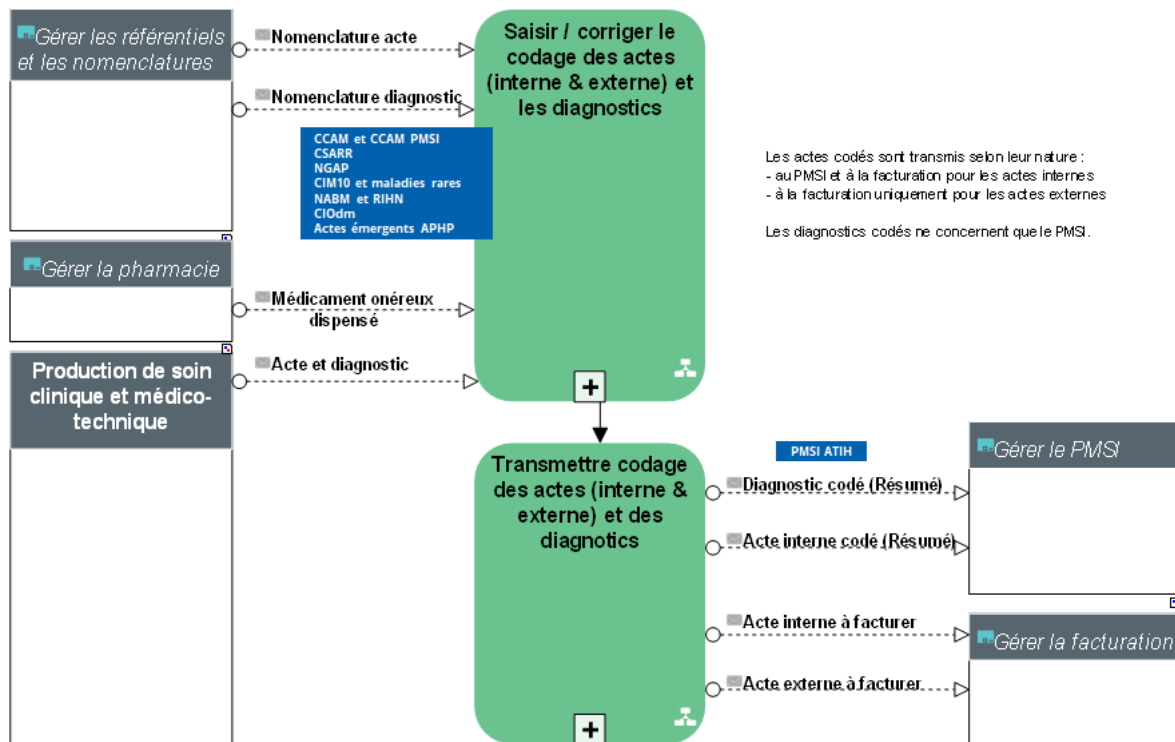 Gérer les référentiels
et les nomenclatures
Nomenclature acte
Nomenclature diagnostic
CCAM et CCAM PMSI
CSARR
NGAP
CIM10 et maladies rares
NABM et RIHN
CIOdm
Actes émergents APHP
Gérer la pharmacie
Médicament onéreux
dispensé
Production de soin
clinique et médico-
technique
Acte et diagnostic
Saisir / corriger le
codage des actes
(interne & externe) et
les diagnostics
Les actes codés sont transmis selon leur nature :
- au PMSI et à la facturation pour les actes internes
- à la facturation uniquement pour les actes externes
Les diagnostics codés ne concernent que le PMSI.
Transmettre codage
des actes (interne &
externe) et des
diagnotics
PMSI ATIH
Diagnostic codé (Résumé)
Acte interne codé (Résumé)
Gérer le PMSI
Acte interne à facturer
Acte externe à facturer
Gérer la facturation